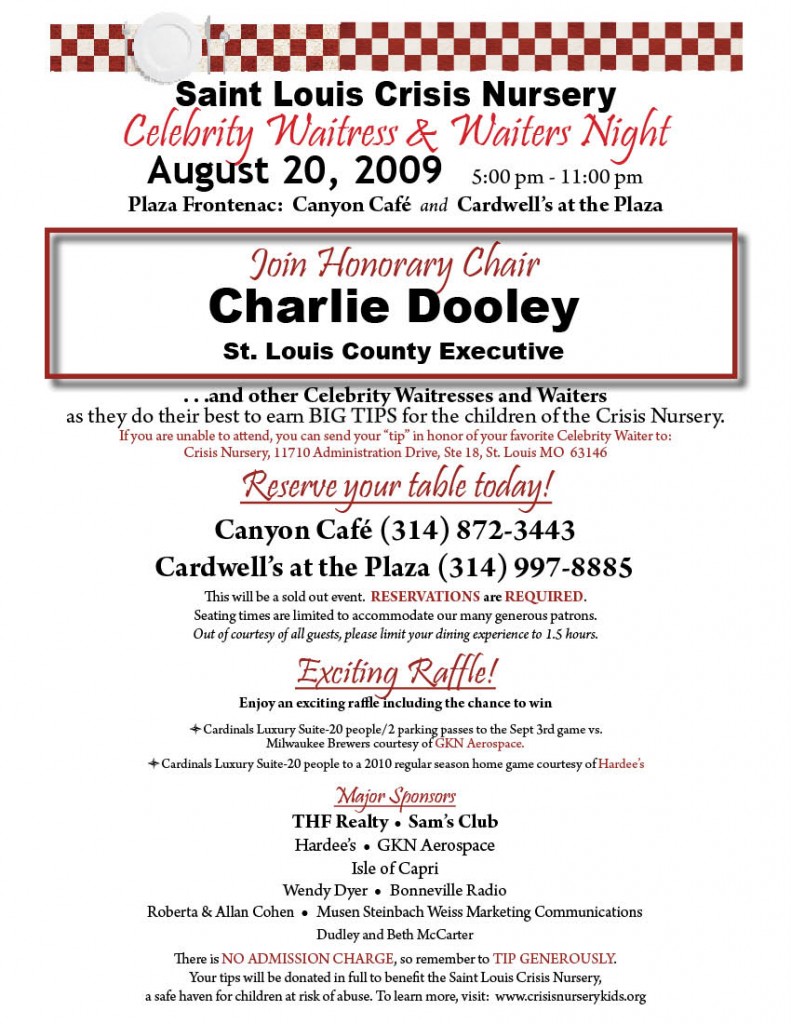 Saint Louis Crisis Nursery
Celebrity Waitress & Waiters Night
August 20, 2009 5:00 pm - 11:00 pm
Plaza Frontenac: Canyon Café and Cardwell's at the Plaza
Join Honorary Chair
Charlie Dooley
St. Louis County Executive
. . .and other Celebrity Waitresses and Waiters
as they do their best to earn BIG TIPS for the children of the Crisis Nursery.
If you are unable to attend, you can send your “tip” in honor of your favorite Celebrity Waiter to:
Crisis Nursery, 11710 Administration Drive, Ste 18, St. Louis MO 63146
Reserve your table today!
Canyon Café (314) 872-3443
Cardwell's at the Plaza (314) 997-8885
This will be a sold out event. RESERVATIONS are REQUIRED.
Seating times are limited to accommodate our many generous patrons.
Out of courtesy of all guests, please limit your dining experience to 1.5 hours.
Exciting Raffle!
Enjoy an exciting raffle including the chance to win
✦ Cardinals Luxury Suite-20 people/2 parking passes to the Sept 3rd game vs.
Milwaukee Brewers courtesy of GKN Aerospace.
✦ Cardinals Luxury Suite-20 people to a 2010 regular season home game courtesy of Hardee's
Major Sponsors
THF Realty • Sam's Club
Hardee's • GKN Aerospace
Isle of Capri
Wendy Dyer • Bonneville Radio
Roberta & Allan Cohen • Musen Steinbach Weiss Marketing Communications
Dudley and Beth McCarter
There is NO ADMISSION CHARGE, so remember to TIP GENEROUSLY.
Your tips will be donated in full to benefit the Saint Louis Crisis Nursery,
a safe haven for children at risk of abuse. To learn more, visit: www.crisisnurserykids.org